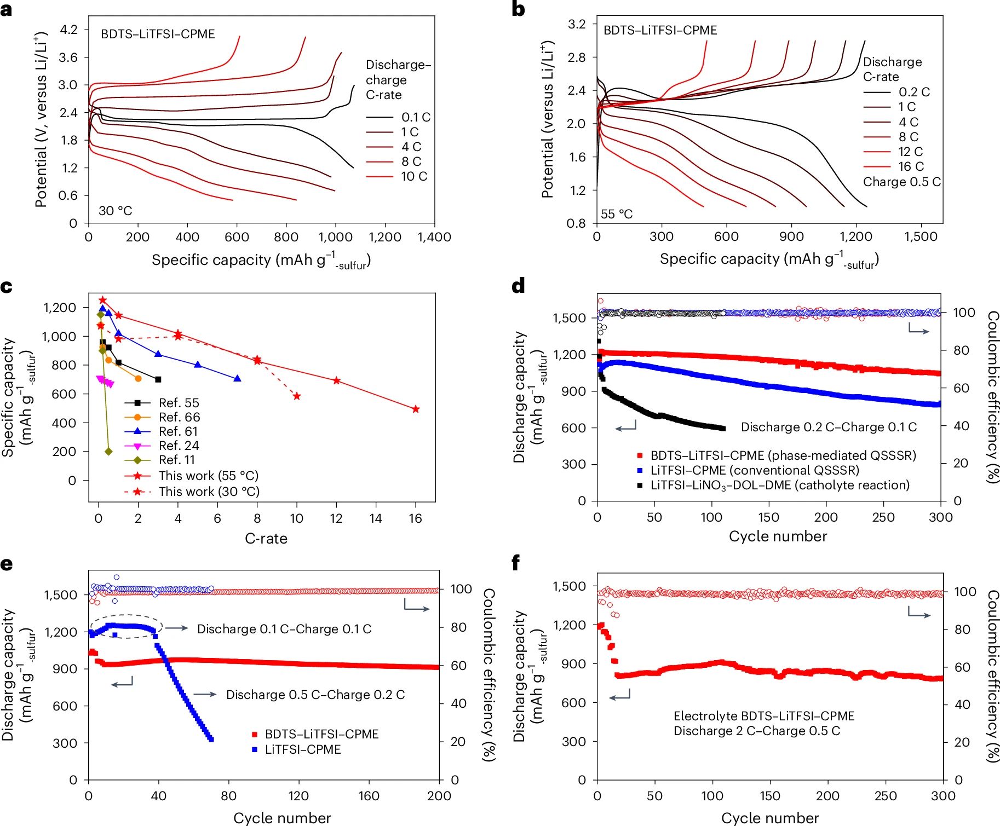 a
4.2
3.6
3.0
2.4
1.8
1.2
0.6
0
Potential (V, versus Li/Li⁺)
BDTS–LiTFSI–CPME
Discharge–
charge
C-rate
0.1 C
1 C
4 C
8 C
10 C
30 °C
0 200 400 600 800 1,000 1,200 1,400
Specific capacity (mAh g⁻¹-sulfur)
b
3.2
2.8
2.4
2.0
1.6
1.2
0.8
Potential (versus Li/Li⁺)
BDTS–LiTFSI–CPME
Discharge
C-rate
0.2 C
1 C
4 C
8 C
12 C
16 C
Charge 0.5 C
55 °C
0 300 600 900 1,200 1,500
Specific capacity (mAh g⁻¹-sulfur)
c
1,200
1,000
800
600
400
200
0
Specific capacity
(mAh g⁻¹-sulfur)
Ref. 55
Ref. 66
Ref. 61
Ref. 24
Ref. 11
This work (55 °C)
This work (30 °C)
0 2 4 6 8 10 12 14 16
C-rate
d
1,500
1,200
900
600
300
0
Discharge capacity
(mAh g⁻¹-sulfur)
100
80
60
40
20
0
Coulombic efficiency (%)
Discharge 0.2 C–Charge 0.1 C
BDTS–LiTFSI–CPME (phase-mediated QSSSR)
LiTFSI–CPME (conventional QSSSR)
LiTFSI–LiNO₃–DOL–DME (catholyte reaction)
0 50 100 150 200 250 300
Cycle number
e
1,500
1,200
900
600
300
0
Discharge capacity
(mAh g⁻¹-sulfur)
100
80
60
40
20
0
Coulombic efficiency (%)
Discharge 0.1 C–Charge 0.1 C
Discharge 0.5 C–Charge 0.2 C
BDTS–LiTFSI–CPME
LiTFSI–CPME
0 40 80 120 160 200
Cycle number
f
1,500
1,200
900
600
300
0
Discharge capacity
(mAh g⁻¹-sulfur)
100
80
60
40
20
0
Coulombic efficiency (%)
Electrolyte BDTS–LiTFSI–CPME
Discharge 2 C–Charge 0.5 C
0 50 100 150 200 250 300
Cycle number